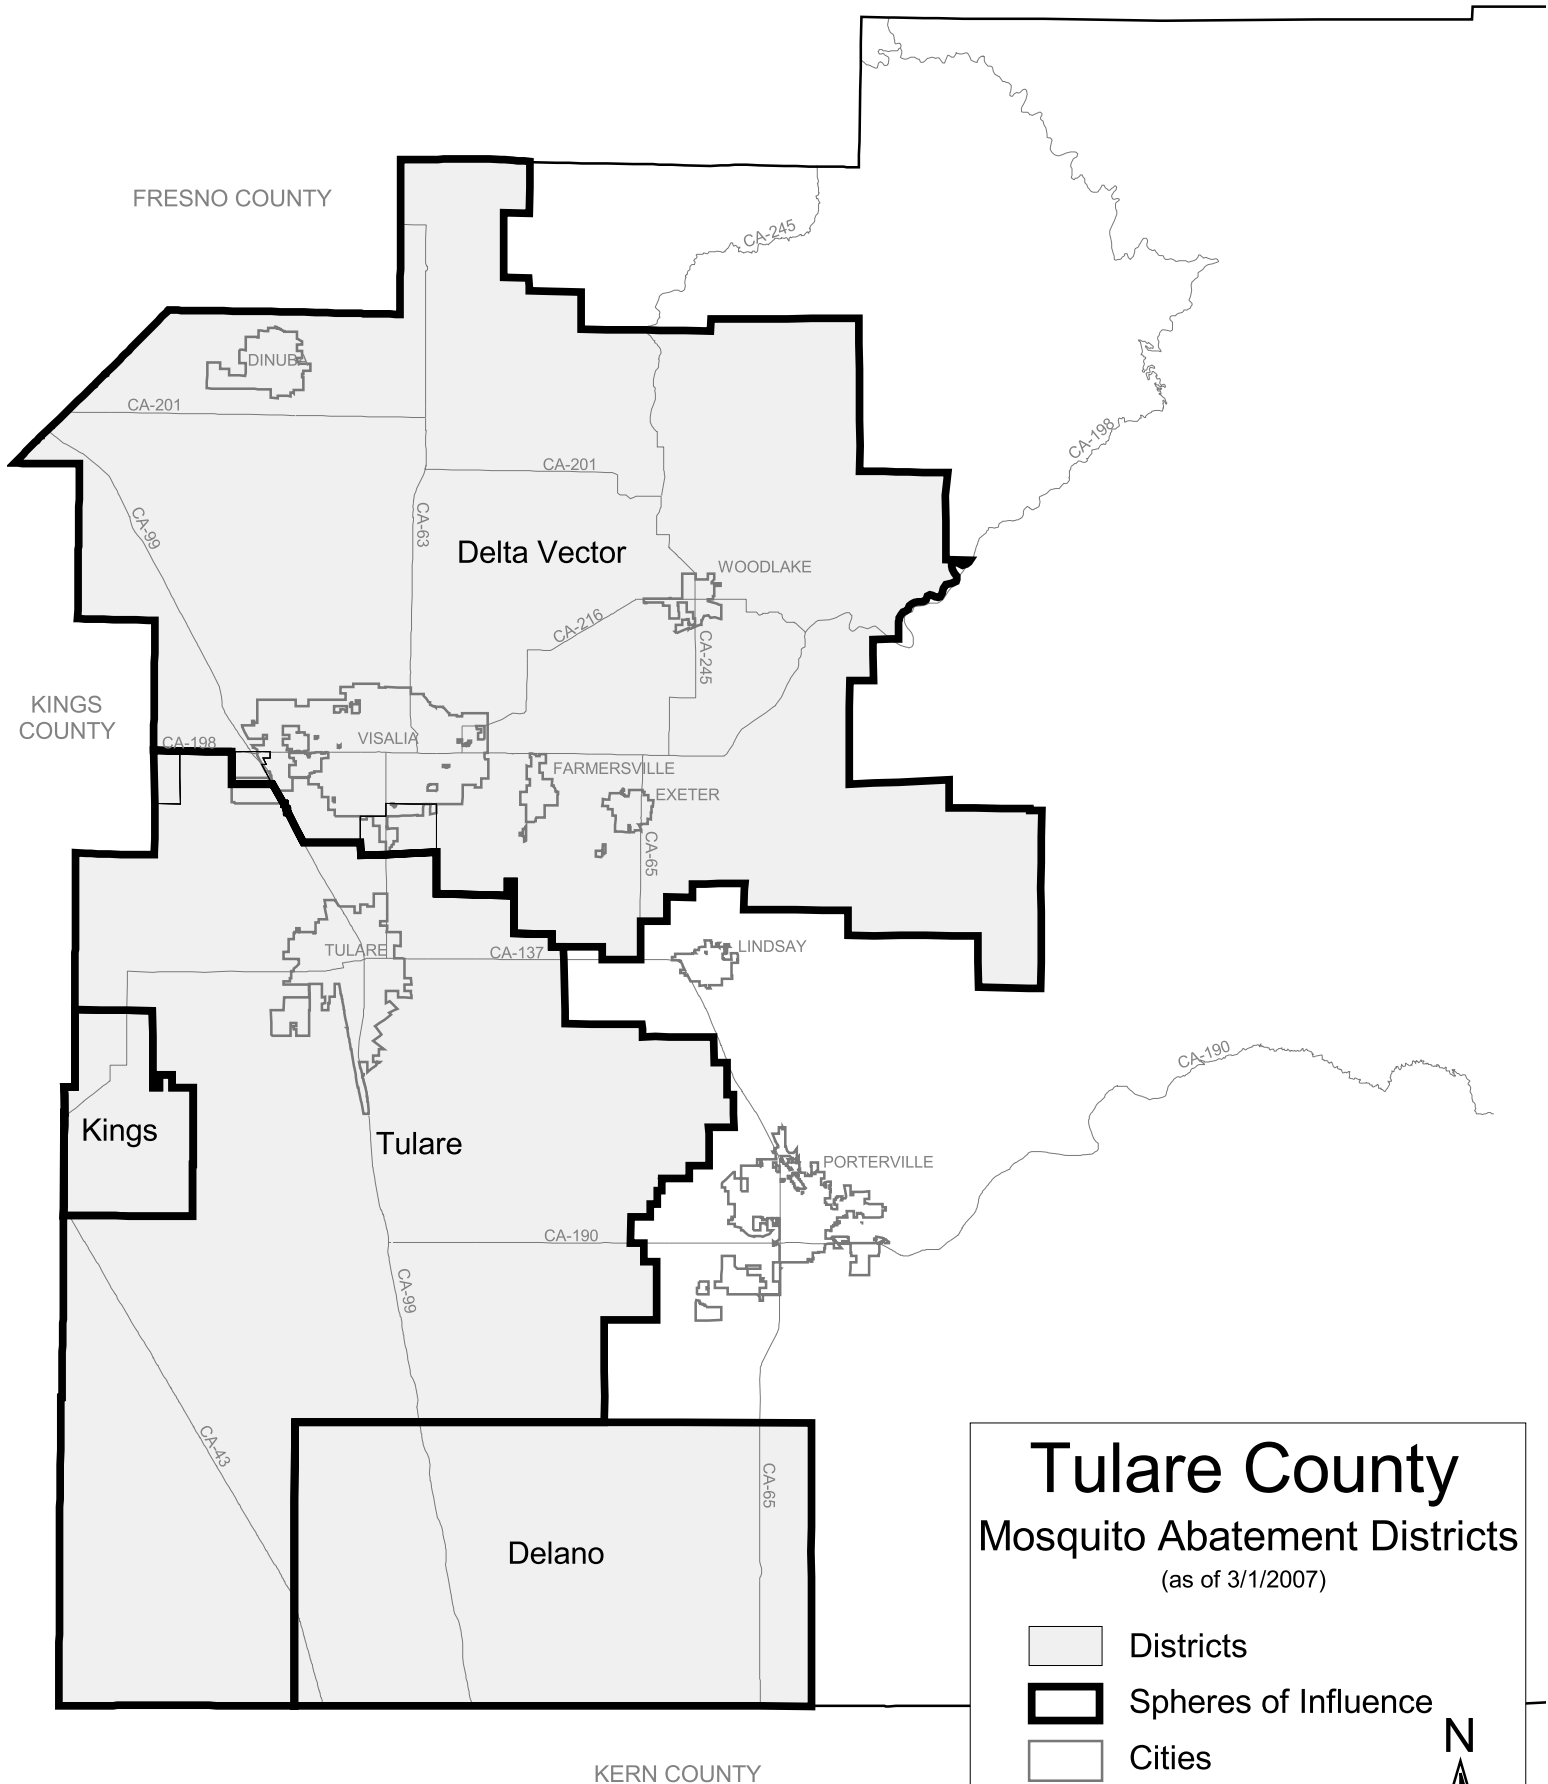 FRESNO COUNTY
CA-245
DINUBA
CA-201
CA-198
CA-201
CA-99
CA-63
Delta Vector
WOODLAKE
CA-216
CA-245
KINGS
COUNTY
CA-198
VISALIA
FARMERSVILLE
EXETER
CA-65
TULARE
CA-137
LINDSAY
CA-190
Kings
Tulare
PORTERVILLE
CA-190
CA-99
CA-43
CA-65
Delano
Tulare County
Mosquito Abatement Districts
(as of 3/1/2007)
Districts
Spheres of Influence
Cities
N
KERN COUNTY